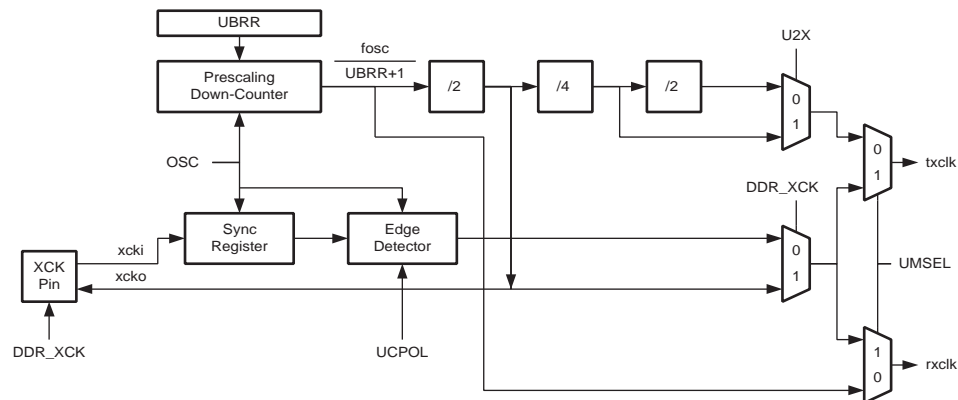 UBRR
fosc
Prescaling
Down-Counter
UBRR+1
/2
/4
/2
U2X
0
1
OSC
0
1
txclk
DDR_XCK
xcki
Sync
Register
Edge
Detector
0
1
XCK
Pin
xcko
UMSEL
DDR_XCK
UCPOL
1
0
rxclk